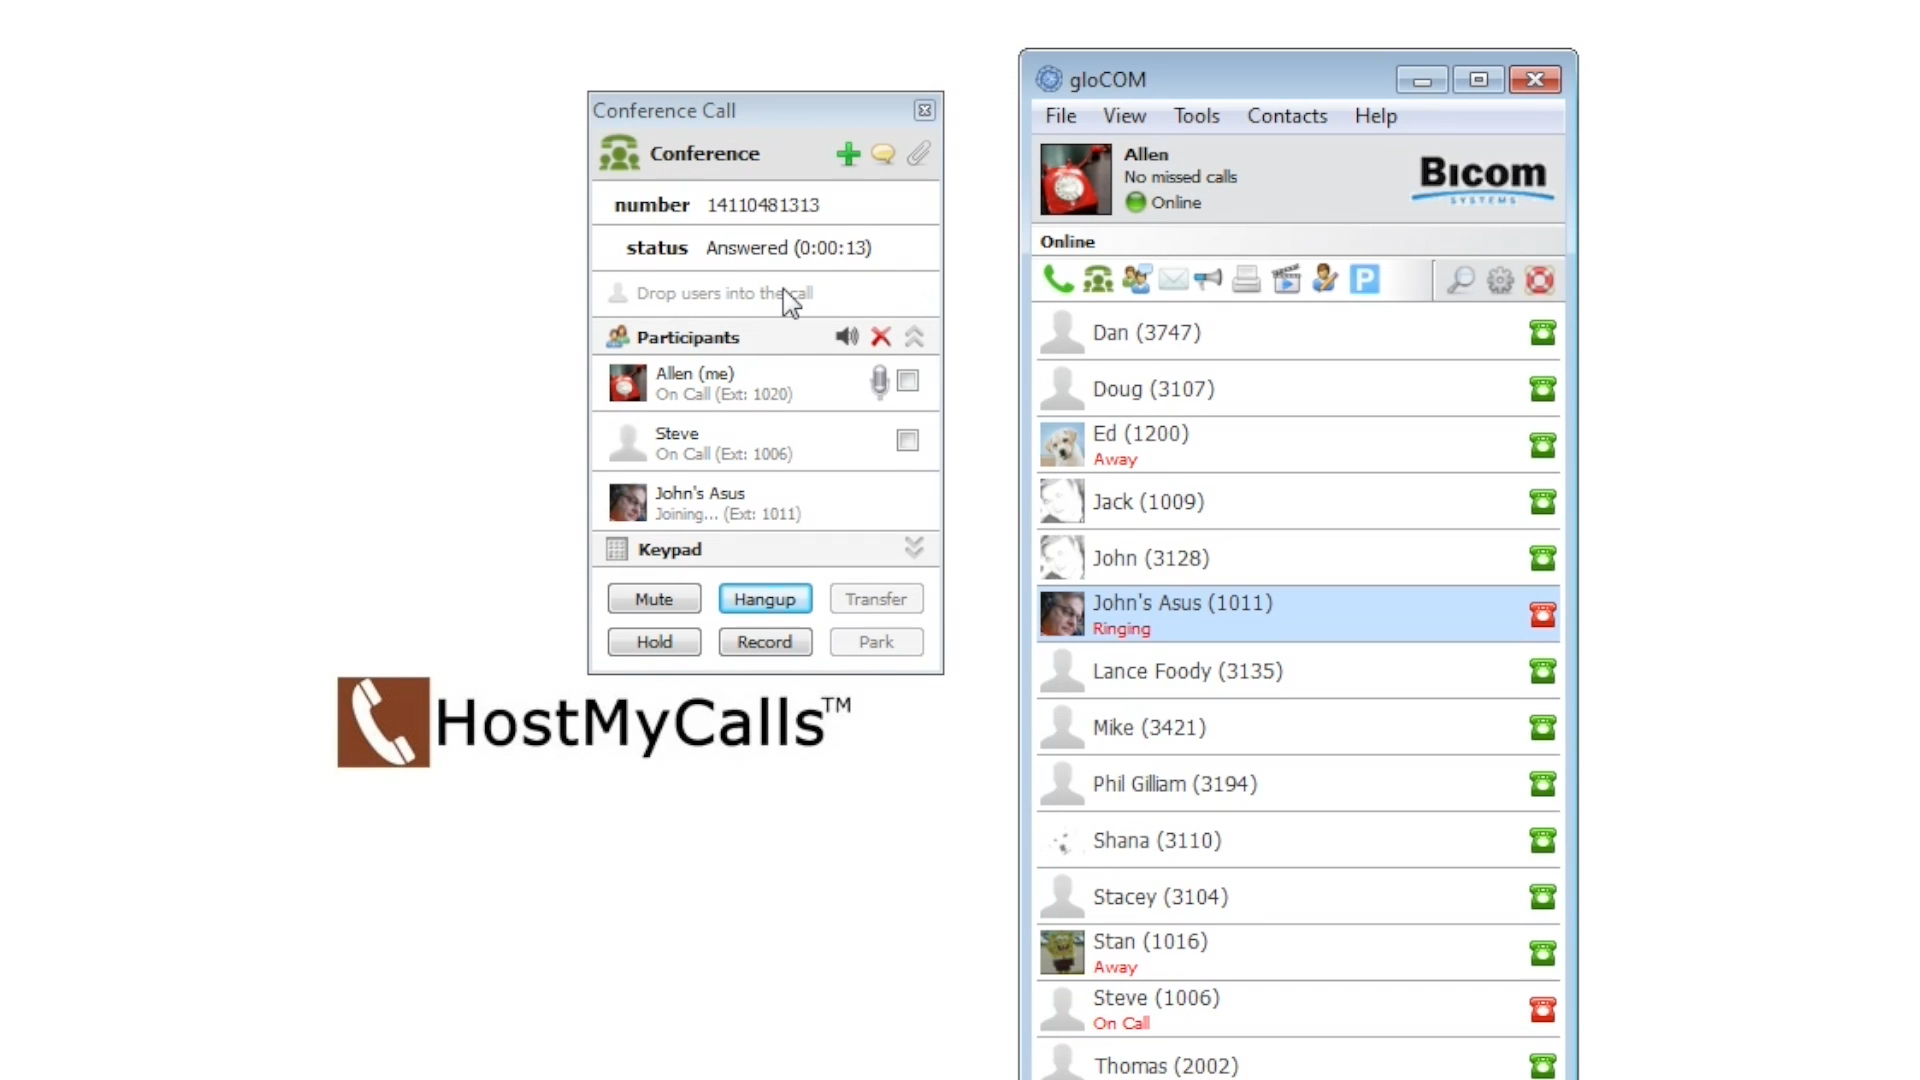 Conference Call
Conference
number 14110481313
status Answered (0:00:13)
Drop users into the call
Participants
Allen (me)
On Call (Ext: 1020)
Steve
On Call (Ext: 1006)
John's Asus
Joining... (Ext: 1011)
Keypad
Mute Hangup Transfer
Hold Record Park
HostMyCalls™
gloCOM
File View Tools Contacts Help
Allen
No missed calls
Online
Bicom
SYSTEMS
Online
P
Dan (3747)
Doug (3107)
Ed (1200)
Away
Jack (1009)
John (3128)
John's Asus (1011)
Ringing
Lance Foody (3135)
Mike (3421)
Phil Gilliam (3194)
Shana (3110)
Stacey (3104)
Stan (1016)
Away
Steve (1006)
On Call
Thomas (2002)